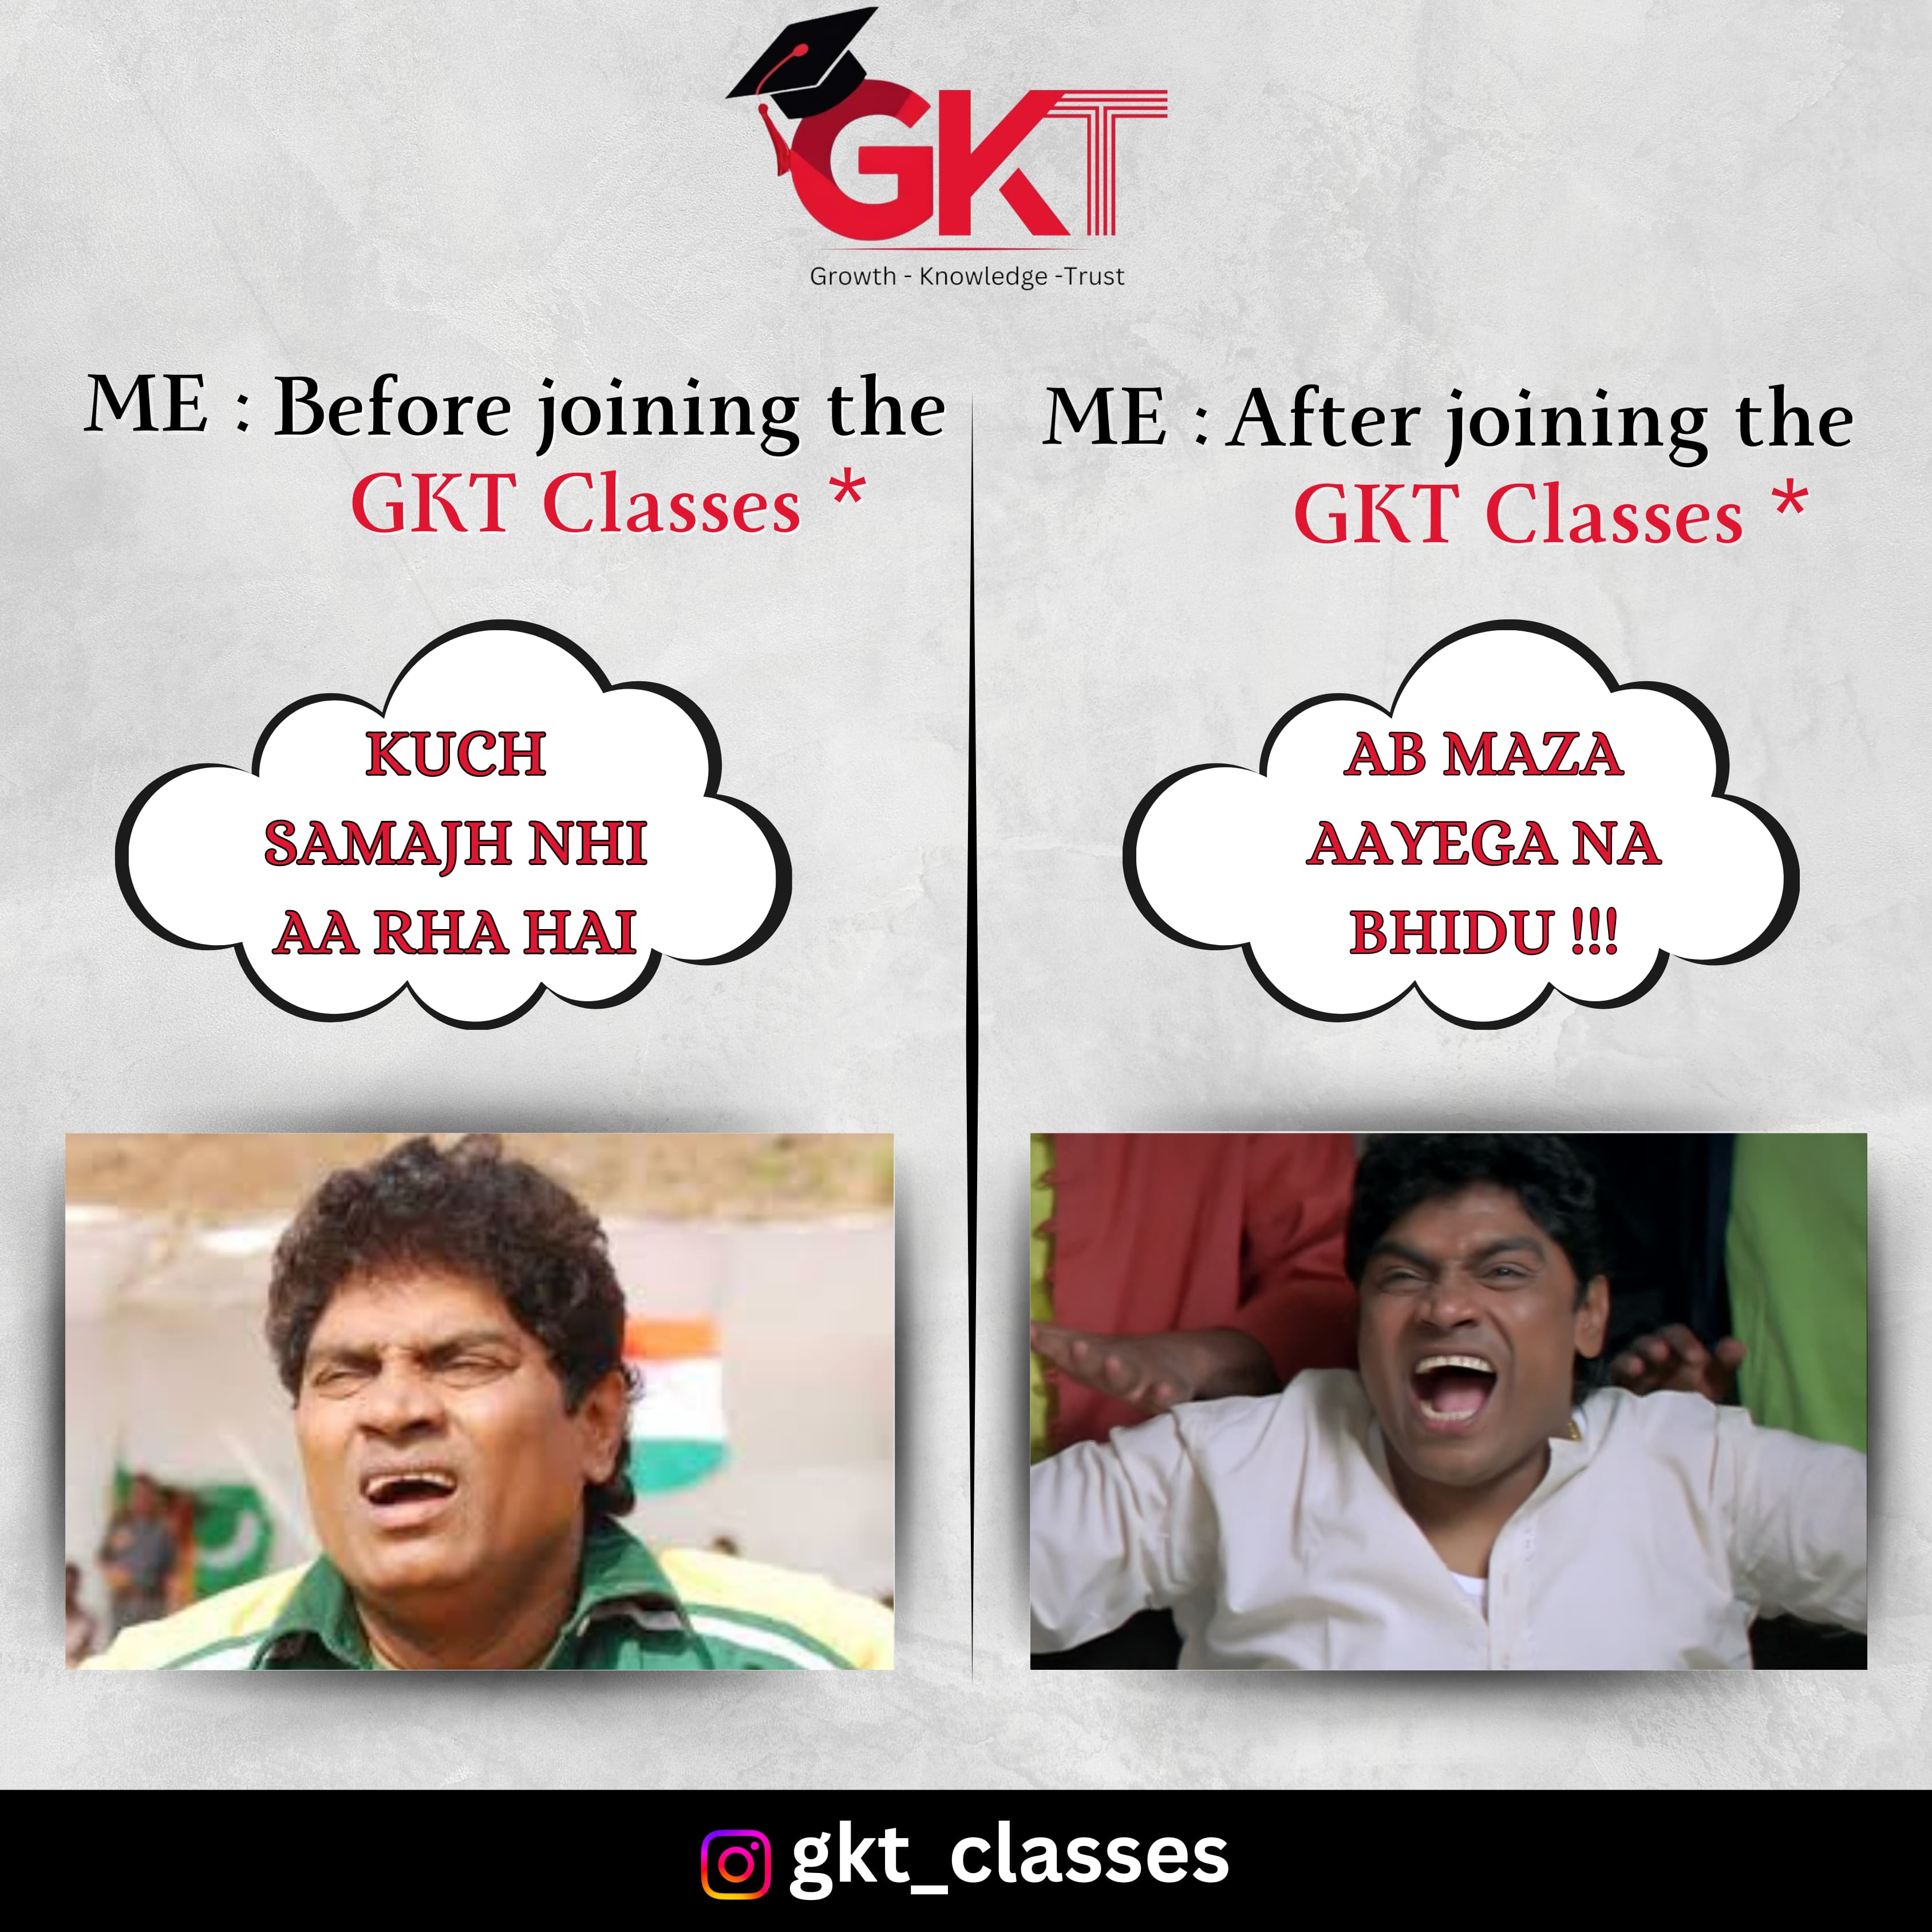 GKT
Growth - Knowledge -Trust
ME : Before joining the
GKT Classes *
ME : After joining the
GKT Classes *
KUCH
SAMAJH NHI
AA RHA HAI
AB MAZA
AAYEGA NA
BHIDU !!!
gkt_classes